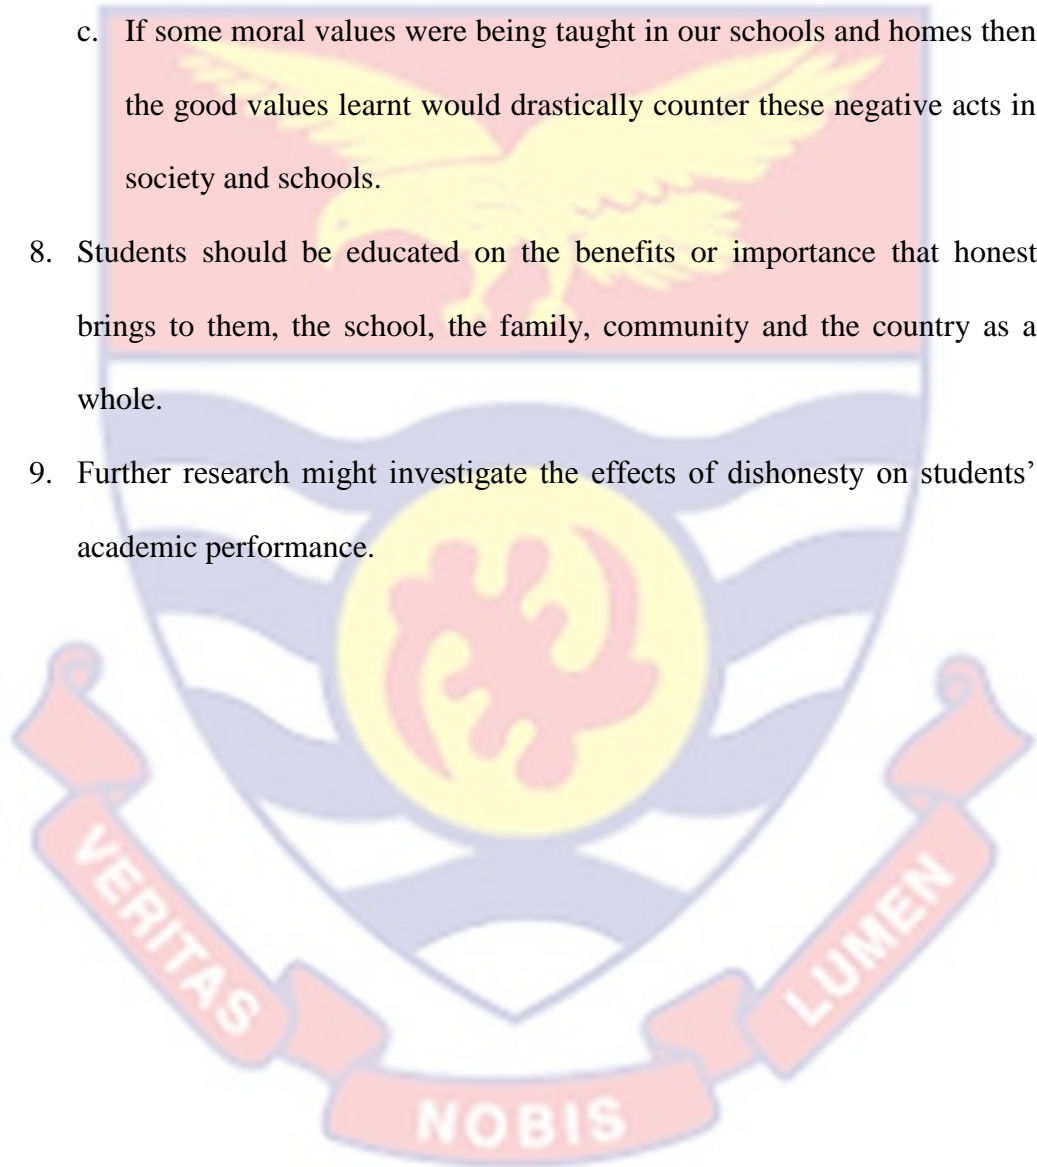 c. If some moral values were being taught in our schools and homes then
the good values learnt would drastically counter these negative acts in
society and schools.
8. Students should be educated on the benefits or importance that honest
brings to them, the school, the family, community and the country as a
whole.
9. Further research might investigate the effects of dishonesty on students’
academic performance.
VERITAS
NOBIS
LUMEN